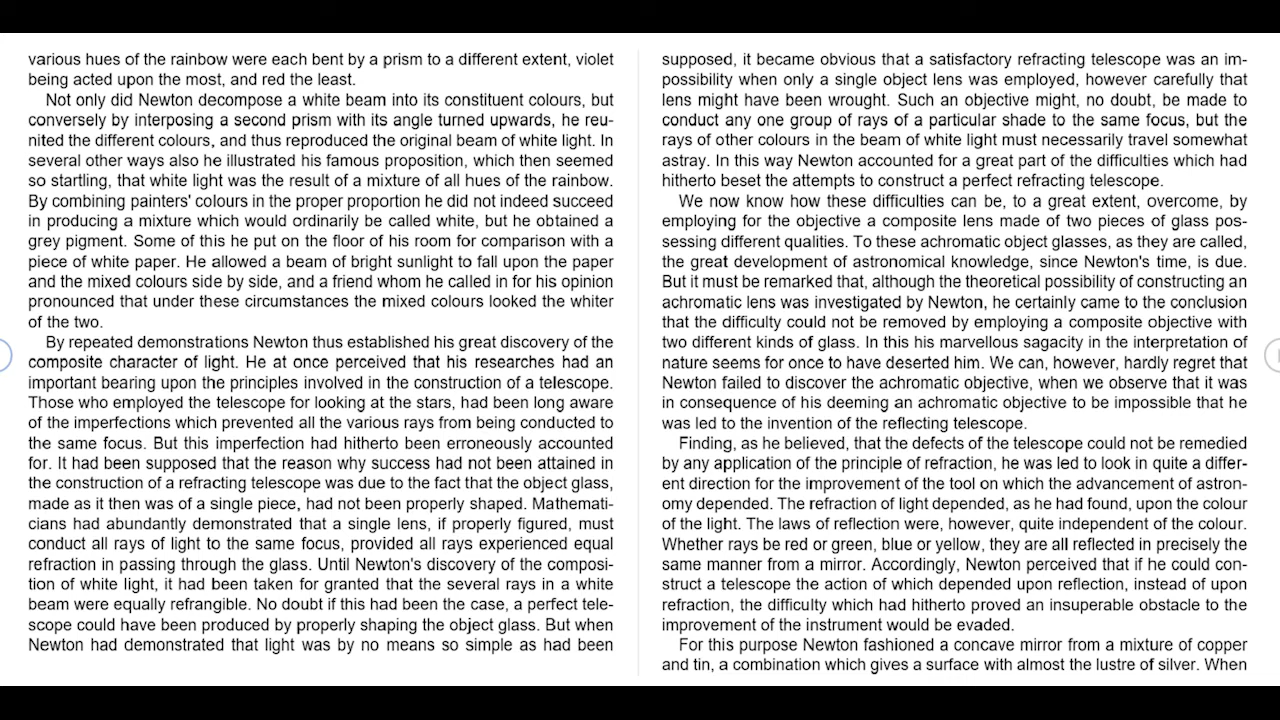 various hues of the rainbow were each bent by a prism to a different extent, violet
being acted upon the most, and red the least.
Not only did Newton decompose a white beam into its constituent colours, but
conversely by interposing a second prism with its angle turned upwards, he reu-
nited the different colours, and thus reproduced the original beam of white light. In
several other ways also he illustrated his famous proposition, which then seemed
so startling, that white light was the result of a mixture of all hues of the rainbow.
By combining painters' colours in the proper proportion he did not indeed succeed
in producing a mixture which would ordinarily be called white, but he obtained a
grey pigment. Some of this he put on the floor of his room for comparison with a
piece of white paper. He allowed a beam of bright sunlight to fall upon the paper
and the mixed colours side by side, and a friend whom he called in for his opinion
pronounced that under these circumstances the mixed colours looked the whiter
of the two.
By repeated demonstrations Newton thus established his great discovery of the
composite character of light. He at once perceived that his researches had an
important bearing upon the principles involved in the construction of a telescope.
Those who employed the telescope for looking at the stars, had been long aware
of the imperfections which prevented all the various rays from being conducted to
the same focus. But this imperfection had hitherto been erroneously accounted
for. It had been supposed that the reason why success had not been attained in
the construction of a refracting telescope was due to the fact that the object glass,
made as it then was of a single piece, had not been properly shaped. Mathemati-
cians had abundantly demonstrated that a single lens, if properly figured, must
conduct all rays of light to the same focus, provided all rays experienced equal
refraction in passing through the glass. Until Newton's discovery of the composi-
tion of white light, it had been taken for granted that the several rays in a white
beam were equally refrangible. No doubt if this had been the case, a perfect tele-
scope could have been produced by properly shaping the object glass. But when
Newton had demonstrated that light was by no means so simple as had been
supposed, it became obvious that a satisfactory refracting telescope was an im-
possibility when only a single object lens was employed, however carefully that
lens might have been wrought. Such an objective might, no doubt, be made to
conduct any one group of rays of a particular shade to the same focus, but the
rays of other colours in the beam of white light must necessarily travel somewhat
astray. In this way Newton accounted for a great part of the difficulties which had
hitherto beset the attempts to construct a perfect refracting telescope.
We now know how these difficulties can be, to a great extent, overcome, by
employing for the objective a composite lens made of two pieces of glass pos-
sessing different qualities. To these achromatic object glasses, as they are called,
the great development of astronomical knowledge, since Newton's time, is due.
But it must be remarked that, although the theoretical possibility of constructing an
achromatic lens was investigated by Newton, he certainly came to the conclusion
that the difficulty could not be removed by employing a composite objective with
two different kinds of glass. In this his marvellous sagacity in the interpretation of
nature seems for once to have deserted him. We can, however, hardly regret that
Newton failed to discover the achromatic objective, when we observe that it was
in consequence of his deeming an achromatic objective to be impossible that he
was led to the invention of the reflecting telescope.
Finding, as he believed, that the defects of the telescope could not be remedied
by any application of the principle of refraction, he was led to look in quite a differ-
ent direction for the improvement of the tool on which the advancement of astron-
omy depended. The refraction of light depended, as he had found, upon the colour
of the light. The laws of reflection were, however, quite independent of the colour.
Whether rays be red or green, blue or yellow, they are all reflected in precisely the
same manner from a mirror. Accordingly, Newton perceived that if he could con-
struct a telescope the action of which depended upon reflection, instead of upon
refraction, the difficulty which had hitherto proved an insuperable obstacle to the
improvement of the instrument would be evaded.
For this purpose Newton fashioned a concave mirror from a mixture of copper
and tin, a combination which gives a surface with almost the lustre of silver. When